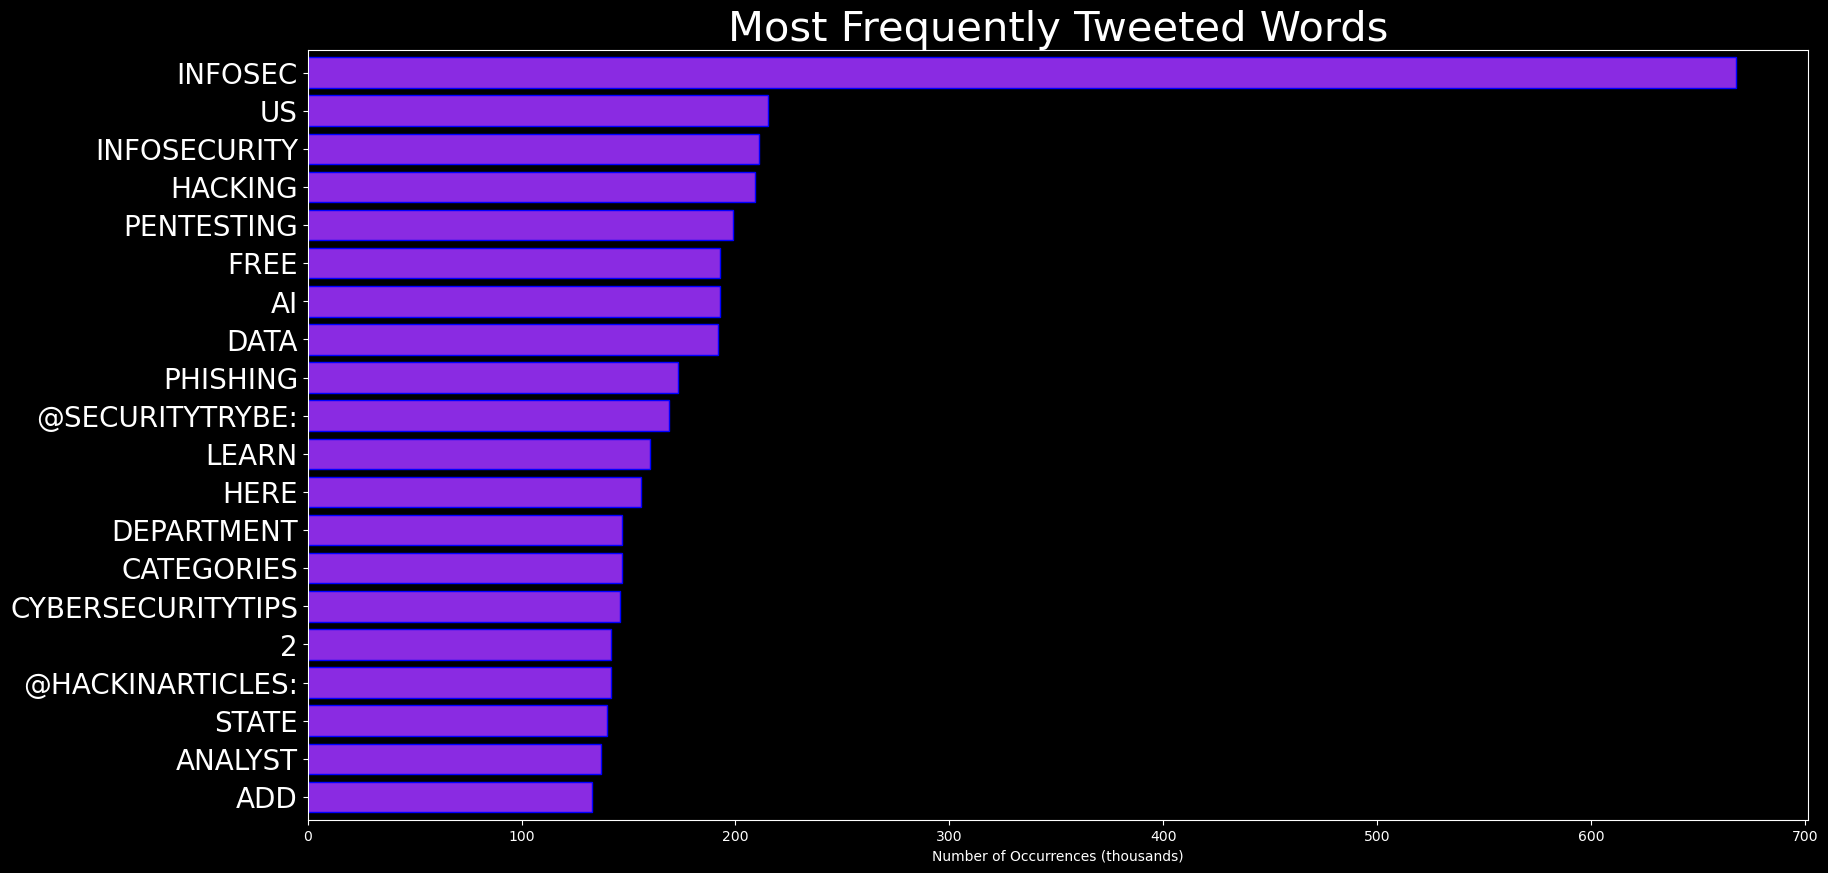 Most Frequently Tweeted Words
INFOSEC
US
INFOSECURITY
HACKING
PENTESTING
FREE
AI
DATA
PHISHING
@SECURITYTRYBE:
LEARN
HERE
DEPARTMENT
CATEGORIES
CYBERSECURITYTIPS
2
@HACKINARTICLES:
STATE
ANALYST
ADD
0 100 200 300 400 500 600 700
Number of Occurrences (thousands)